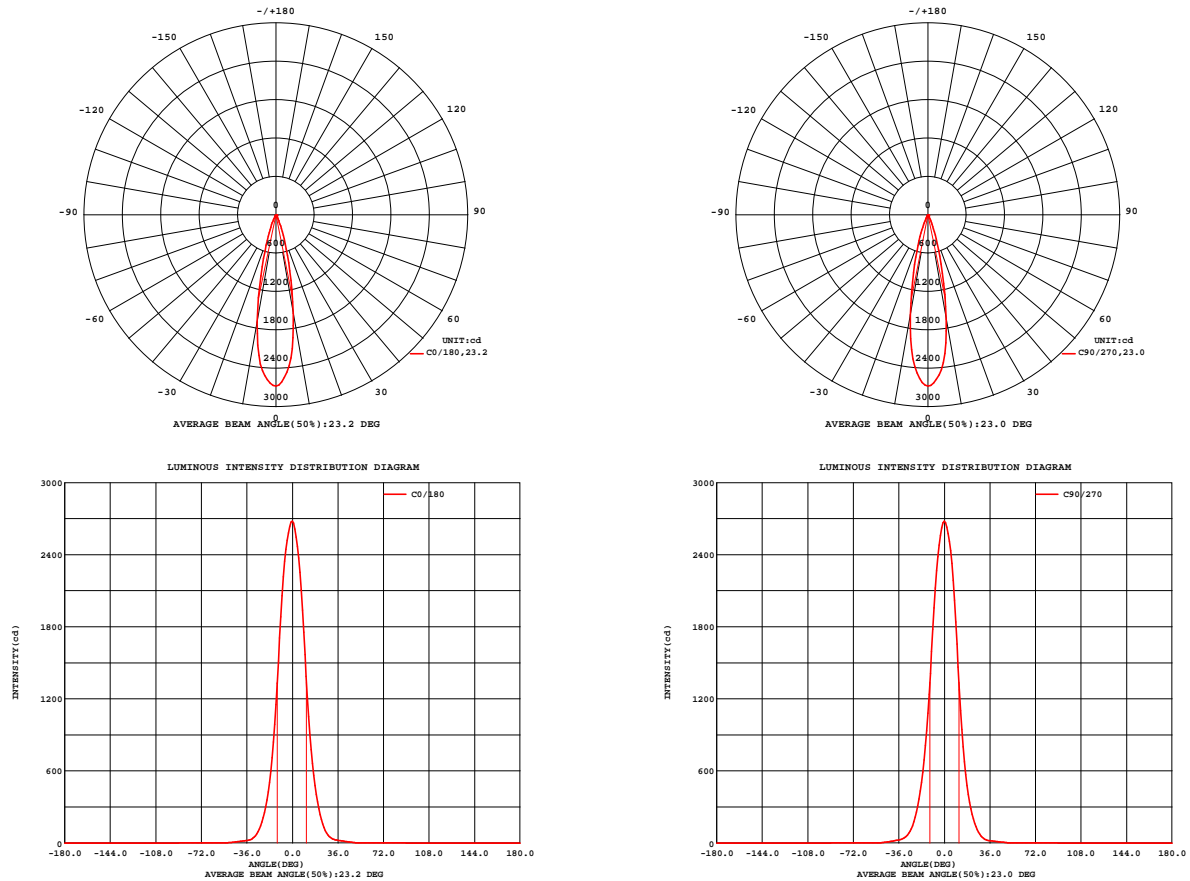 -/+180
-150
150
-120
120
-90
90
-60
60
-30
30
0
600
1200
1800
2400
3000
0
UNIT:cd
C0/180,23.2
AVERAGE BEAM ANGLE(50%):23.2 DEG
-/+180
-150
150
-120
120
-90
90
-60
60
-30
30
0
600
1200
1800
2400
3000
0
UNIT:cd
C90/270,23.0
AVERAGE BEAM ANGLE(50%):23.0 DEG
LUMINOUS INTENSITY DISTRIBUTION DIAGRAM
C0/180
INTENSITY(cd)
3000
2400
1800
1200
600
0
-180.0 -144.0 -108.0 -72.0 -36.0 0.0 36.0 72.0 108.0 144.0 180.0
ANGLE(DEG)
AVERAGE BEAM ANGLE(50%):23.2 DEG
LUMINOUS INTENSITY DISTRIBUTION DIAGRAM
C90/270
INTENSITY(cd)
3000
2400
1800
1200
600
0
-180.0 -144.0 -108.0 -72.0 -36.0 0.0 36.0 72.0 108.0 144.0 180.0
ANGLE(DEG)
AVERAGE BEAM ANGLE(50%):23.0 DEG